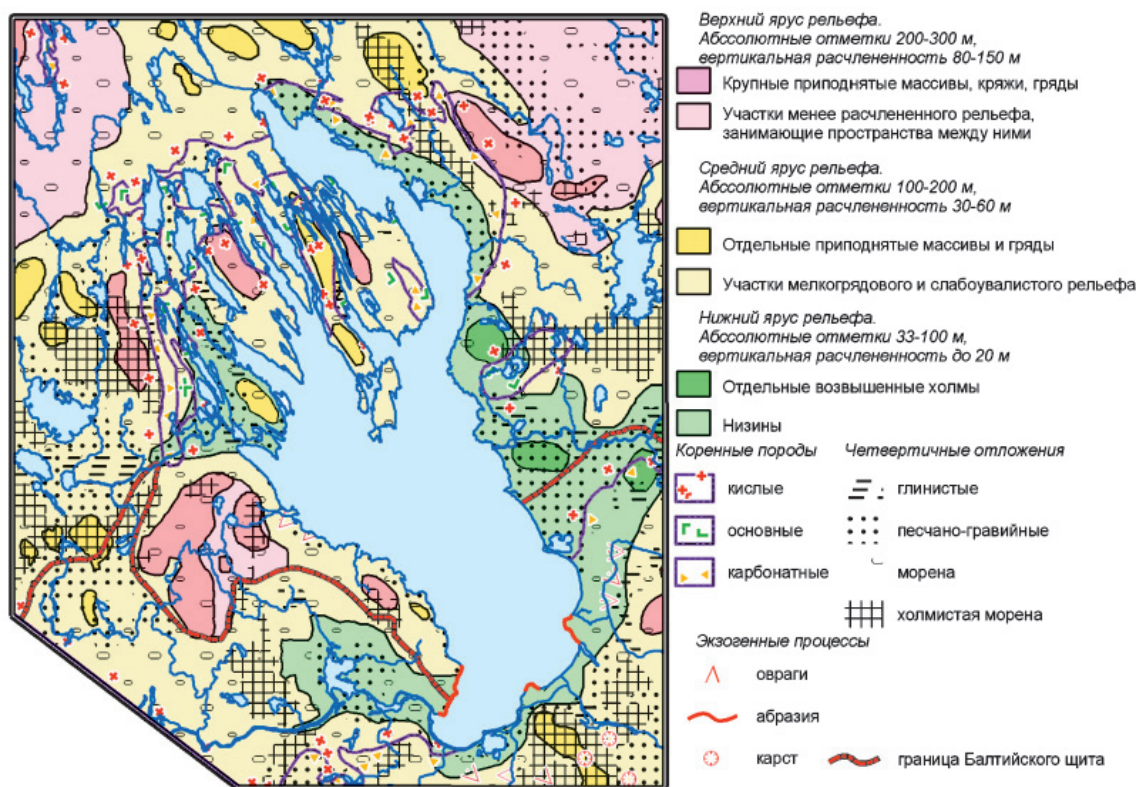 Верхний ярус рельефа.
Абссолютные отметки 200-300 м,
вертикальная расчлененность 80-150 м
Крупные приподнятые массивы, кряжи, гряды
Участки менее расчлененного рельефа,
занимающие пространства между ними
Средний ярус рельефа.
Абссолютные отметки 100-200 м,
вертикальная расчлененность 30-60 м
Отдельные приподнятые массивы и гряды
Участки мелкогрядового и слабоувалистого рельефа
Нижний ярус рельефа.
Абссолютные отметки 33-100 м,
вертикальная расчлененность до 20 м
Отдельные возвышенные холмы
Низины
Коренные породы
кислые
основные
карбонатные
Четвертичные отложения
глинистые
песчано-гравийные
морена
холмистая морена
Экзогенные процессы
овраги
абразия
карст
граница Балтийского щита